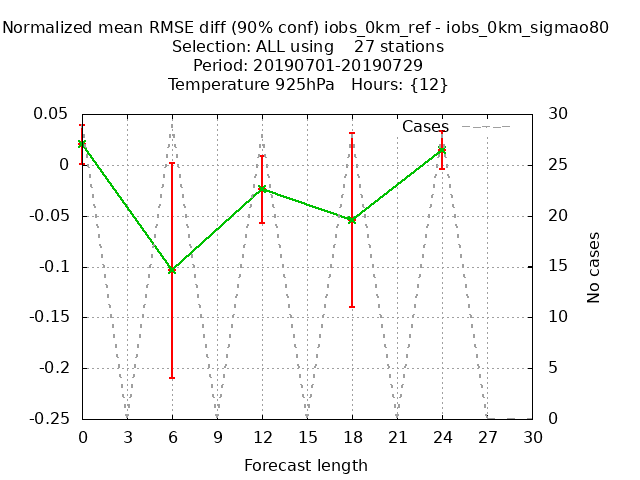 Normalized mean RMSE diff (90% conf) iobs_0km_ref - iobs_0km_sigmao80
Selection: ALL using    27 stations
Period: 20190701-20190729
Temperature 925hPa   Hours: {12}
0.05
0
-0.05
-0.1
-0.15
-0.2
-0.25
Cases
30
25
20
15
10
5
0
No cases
0 3 6 9 12 15 18 21 24 27 30
Forecast length